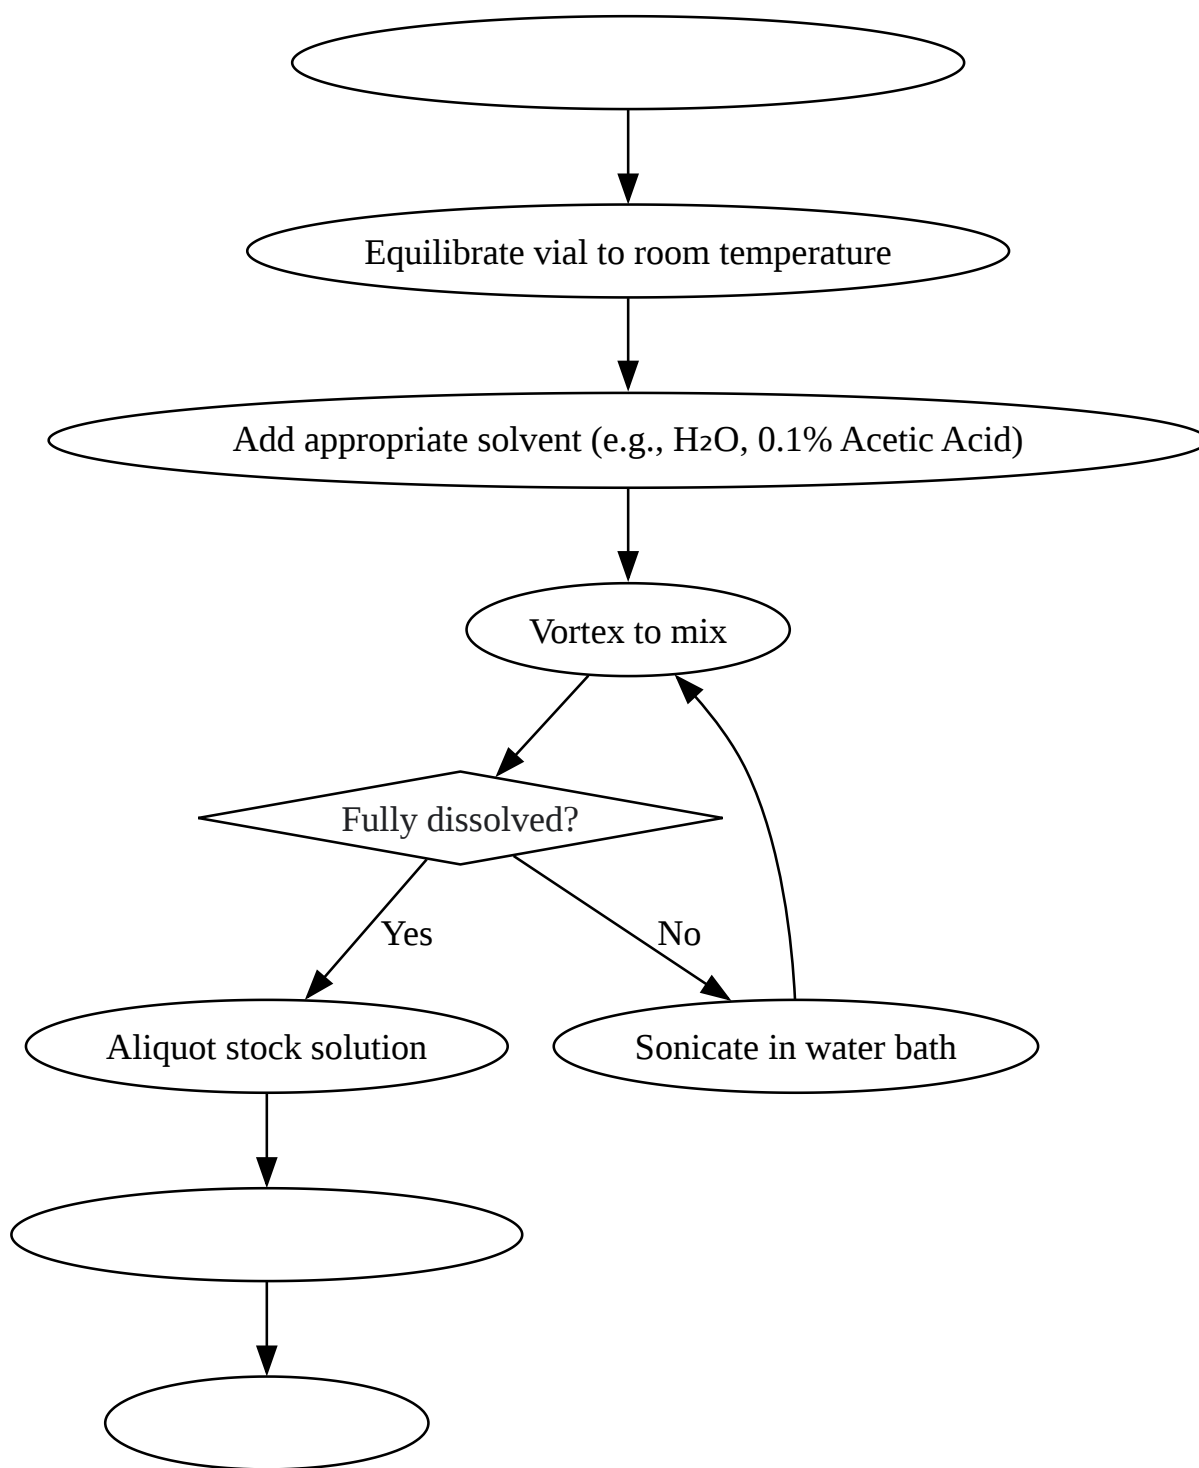 Equilibrate vial to room temperature
Add appropriate solvent (e.g., H₂O, 0.1% Acetic Acid)
Vortex to mix
Fully dissolved?
Yes
No
Aliquot stock solution
Sonicate in water bath